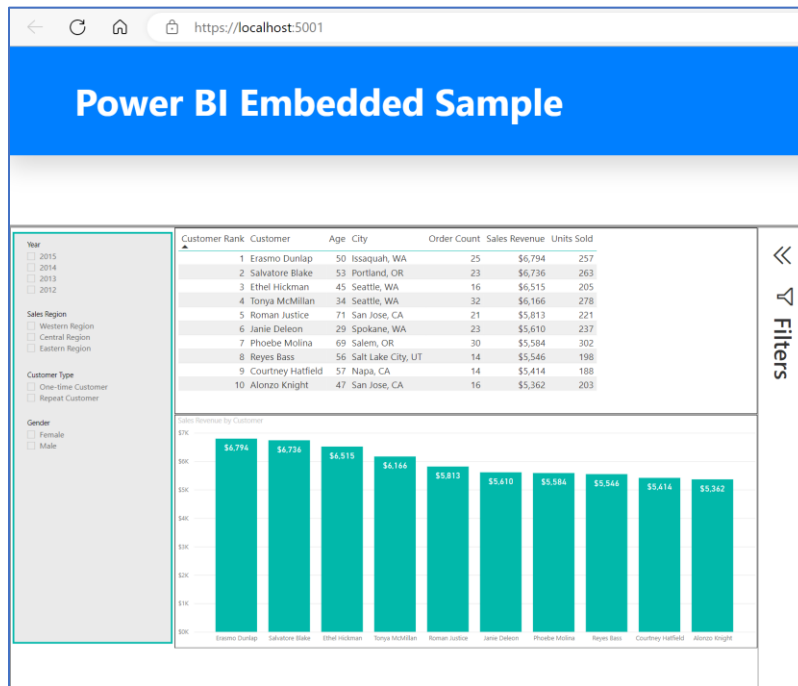 https://localhost:5001
Power BI Embedded Sample
Year
2015
2014
2013
2012
Sales Region
Western Region
Central Region
Eastern Region
Customer Type
One-time Customer
Repeat Customer
Gender
Female
Male
Customer Rank Customer Age City Order Count Sales Revenue Units Sold
1 Erasmo Dunlap 50 Issaquah, WA 25 $6,794 257
2 Salvatore Blake 53 Portland, OR 23 $6,736 263
3 Ethel Hickman 45 Seattle, WA 16 $6,515 205
4 Tonya McMillan 34 Seattle, WA 32 $6,166 278
5 Roman Justice 71 San Jose, CA 21 $5,813 221
6 Janie Deleon 29 Spokane, WA 23 $5,610 237
7 Phoebe Molina 69 Salem, OR 30 $5,584 302
8 Reyes Bass 56 Salt Lake City, UT 14 $5,546 198
9 Courtney Hatfield 57 Napa, CA 14 $5,414 188
10 Alonzo Knight 47 San Jose, CA 16 $5,362 203
Sales Revenue by Customer
$7K
$6K
$5K
$4K
$3K
$2K
$1K
$0K
$6,794 $6,736 $6,515 $6,166 $5,813 $5,610 $5,584 $5,546 $5,414 $5,362
Erasmo Dunlap Salvatore Blake Ethel Hickman Tonya McMillan Roman Justice Janie Deleon Phoebe Molina Reyes Bass Courtney Hatfield Alonzo Knight
Filters